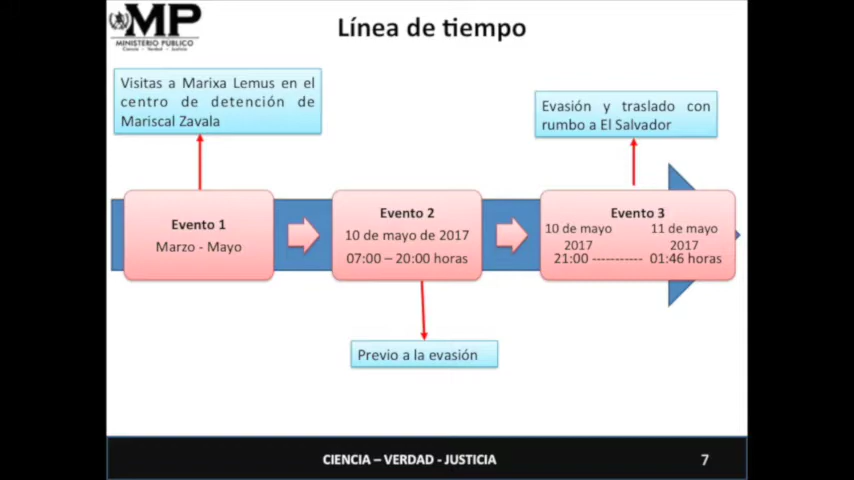 MP
MINISTERIO PÚBLICO
Ciencia - Verdad - Justicia
Línea de tiempo
Visitas a Marixa Lemus en el
centro de detención de
Mariscal Zavala
Evasión y traslado con
rumbo a El Salvador
Evento 1
Marzo - Mayo
Evento 2
10 de mayo de 2017
07:00 – 20:00 horas
Evento 3
10 de mayo 11 de mayo
2017 2017
21:00 ----------- 01:46 horas
Previo a la evasión
CIENCIA – VERDAD - JUSTICIA
7